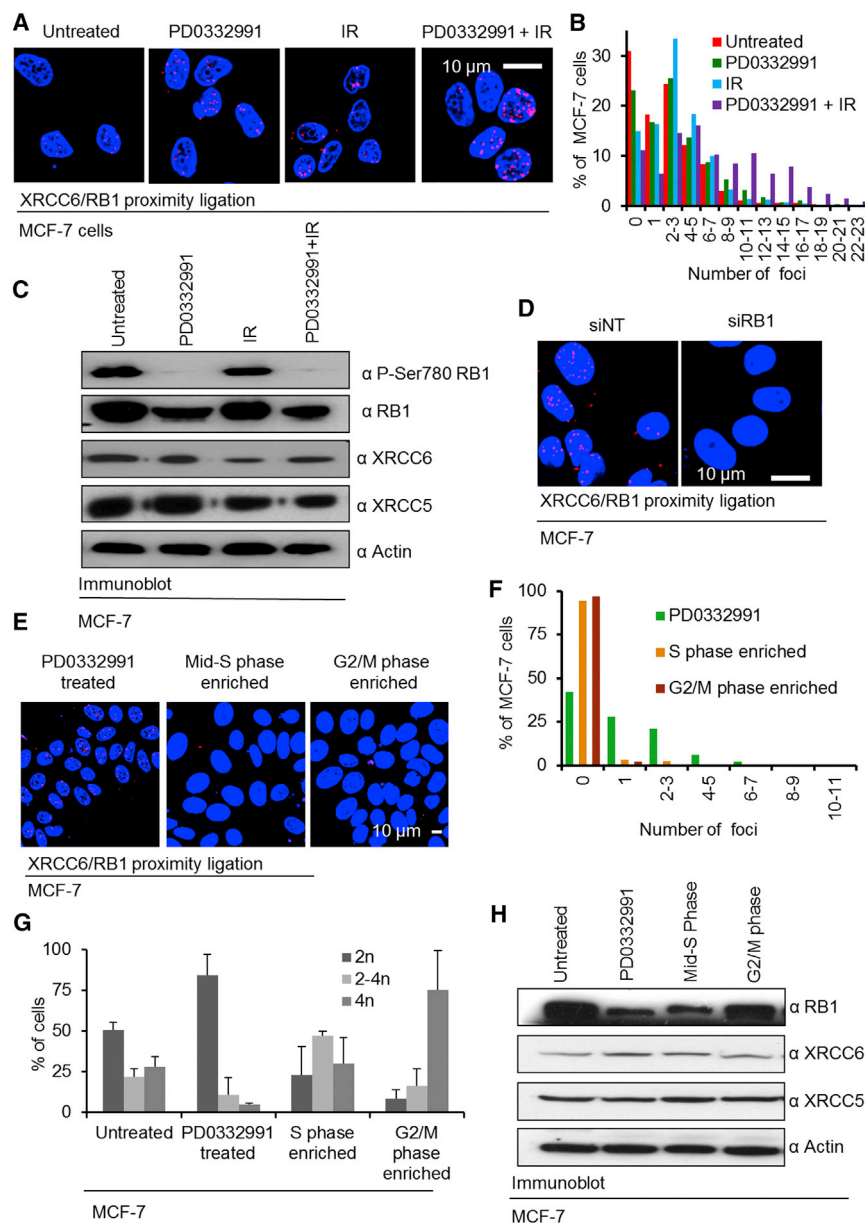 A
Untreated
PD0332991
IR
PD0332991 + IR
10 µm
XRCC6/RB1 proximity ligation
MCF-7 cells
B
% of MCF-7 cells
30
20
10
0
Untreated
PD0332991
IR
PD0332991 + IR
0
1
2-3
4-5
6-7
8-9
10-11
12-13
14-15
16-17
18-19
20-21
22-23
Number of foci
C
Untreated
PD0332991
IR
PD0332991+IR
α P-Ser780 RB1
α RB1
α XRCC6
α XRCC5
α Actin
Immunoblot
MCF-7
D
siNT
siRB1
10 µm
XRCC6/RB1 proximity ligation
MCF-7
E
PD0332991
treated
Mid-S phase
enriched
G2/M phase
enriched
10 µm
XRCC6/RB1 proximity ligation
MCF-7
F
% of MCF-7 cells
100
75
50
25
0
PD0332991
S phase enriched
G2/M phase enriched
0
1
2-3
4-5
6-7
8-9
10-11
Number of foci
G
% of cells
100
75
50
25
0
2n
2-4n
4n
Untreated
PD0332991
treated
S phase
enriched
G2/M phase
enriched
MCF-7
H
Untreated
PD0332991
Mid-S Phase
G2/M phase
α RB1
α XRCC6
α XRCC5
α Actin
Immunoblot
MCF-7